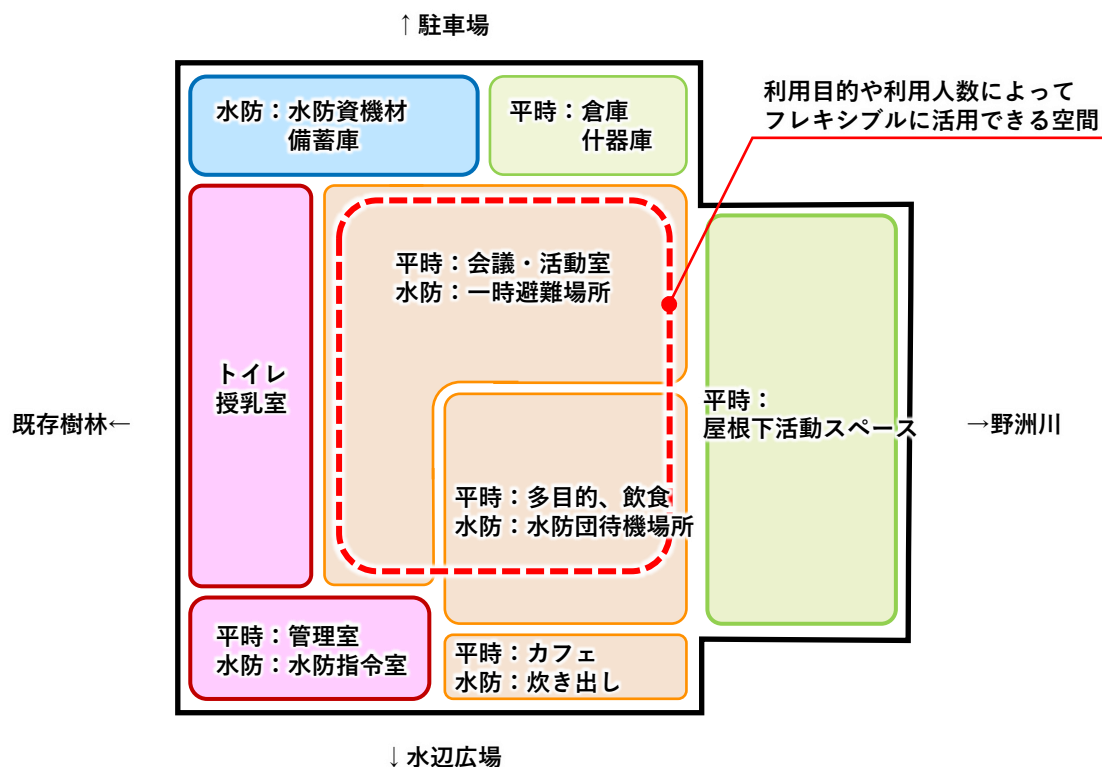 ↑駐車場
水防：水防資機材
備蓄庫
平時：倉庫
什器庫
利用目的や利用人数によって
フレキシブルに活用できる空間
平時：会議・活動室
水防：一時避難場所
トイレ
授乳室
既存樹林←
平時：
屋根下活動スペース
→野洲川
平時：多目的、飲食
水防：水防団待機場所
平時：管理室
水防：水防指令室
平時：カフェ
水防：炊き出し
↓水辺広場